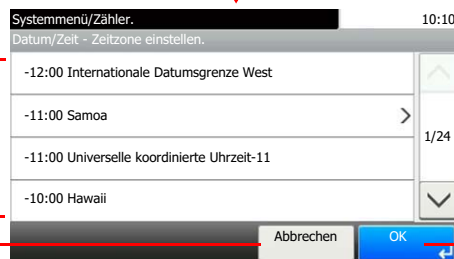 Systemmenü/Zähler. 10:10
Datum/Zeit - Zeitzone einstellen.
-12:00 Internationale Datumsgrenze West
-11:00 Samoa
1/24
-11:00 Universelle koordinierte Uhrzeit-11
-10:00 Hawaii
Abbrechen OK